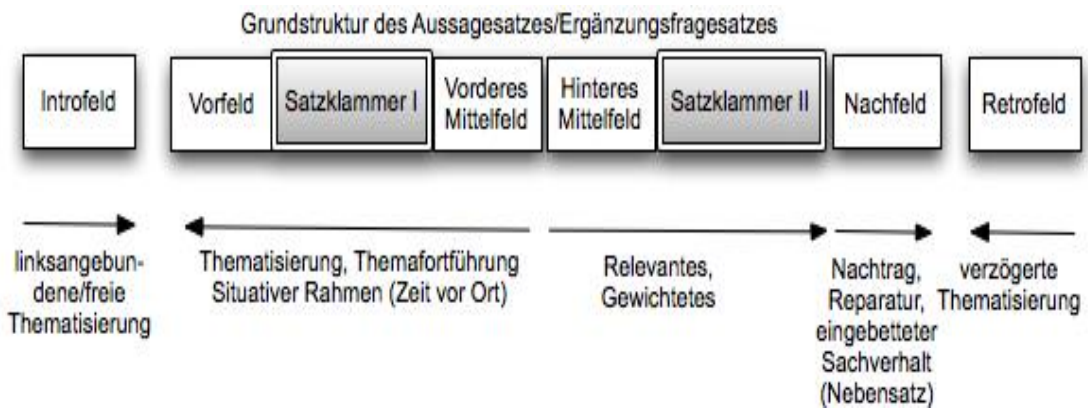 Grundstruktur des Aussagesatzes/Ergänzungsfragesatzes
Introfeld
Vorfeld
Satzklammer I
Vorderes
Mittelfeld
Hinteres
Mittelfeld
Satzklammer II
Nachfeld
Retrofeld
linksangebun-
dene/freie
Thematisierung
Thematisierung, Themafortführung
Situativer Rahmen (Zeit vor Ort)
Relevantes,
Gewichtetes
Nachtrag,
Reparatur,
eingebetteter
Sachverhalt
(Nebensatz)
verzögerte
Thematisierung